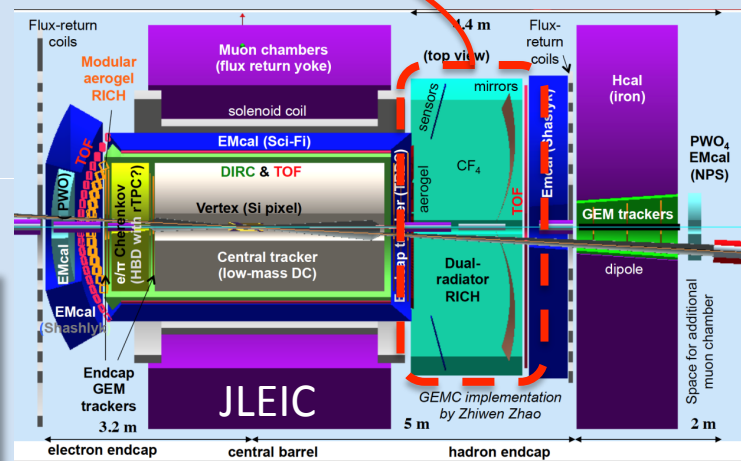 Flux-return
coils
Modular
aerogel
RICH
Muon chambers
(flux return yoke)
solenoid coil
4.4 m
(top view)
Flux-
return
coils
Hcal
(iron)
PWO₄
EMcal
(NPS)
EMcal (Sci-Fi)
sensors
mirrors
EMcal (Shashlyk)
TOF
PWO
EMcal
e/π Cherenkov
(HBD with rTPC?)
DIRC & TOF
Vertex (Si pixel)
Central tracker
(low-mass DC)
Endcap
aerogel
CF₄
TOF
Dual-
radiator
RICH
GEM trackers
dipole
EMcal
(Shashlyk
Endcap
GEM
trackers
Space for additional
muon chamber
JLEIC
GEMC implementation
by Zhiwen Zhao
3.2 m
5 m
2 m
electron endcap
central barrel
hadron endcap